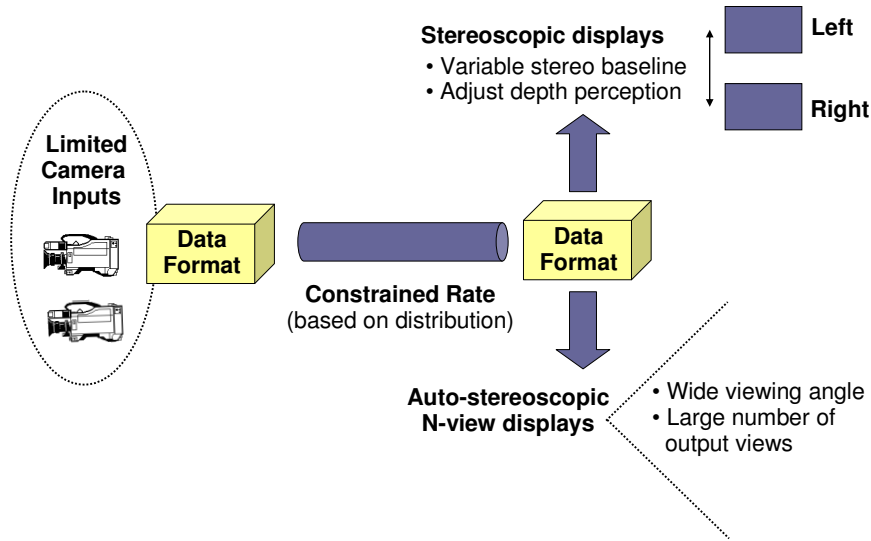 Stereoscopic displays
• Variable stereo baseline
• Adjust depth perception
Left
Right
Limited
Camera
Inputs
Data
Format
Constrained Rate
(based on distribution)
Data
Format
Auto-stereoscopic
N-view displays
• Wide viewing angle
• Large number of
output views